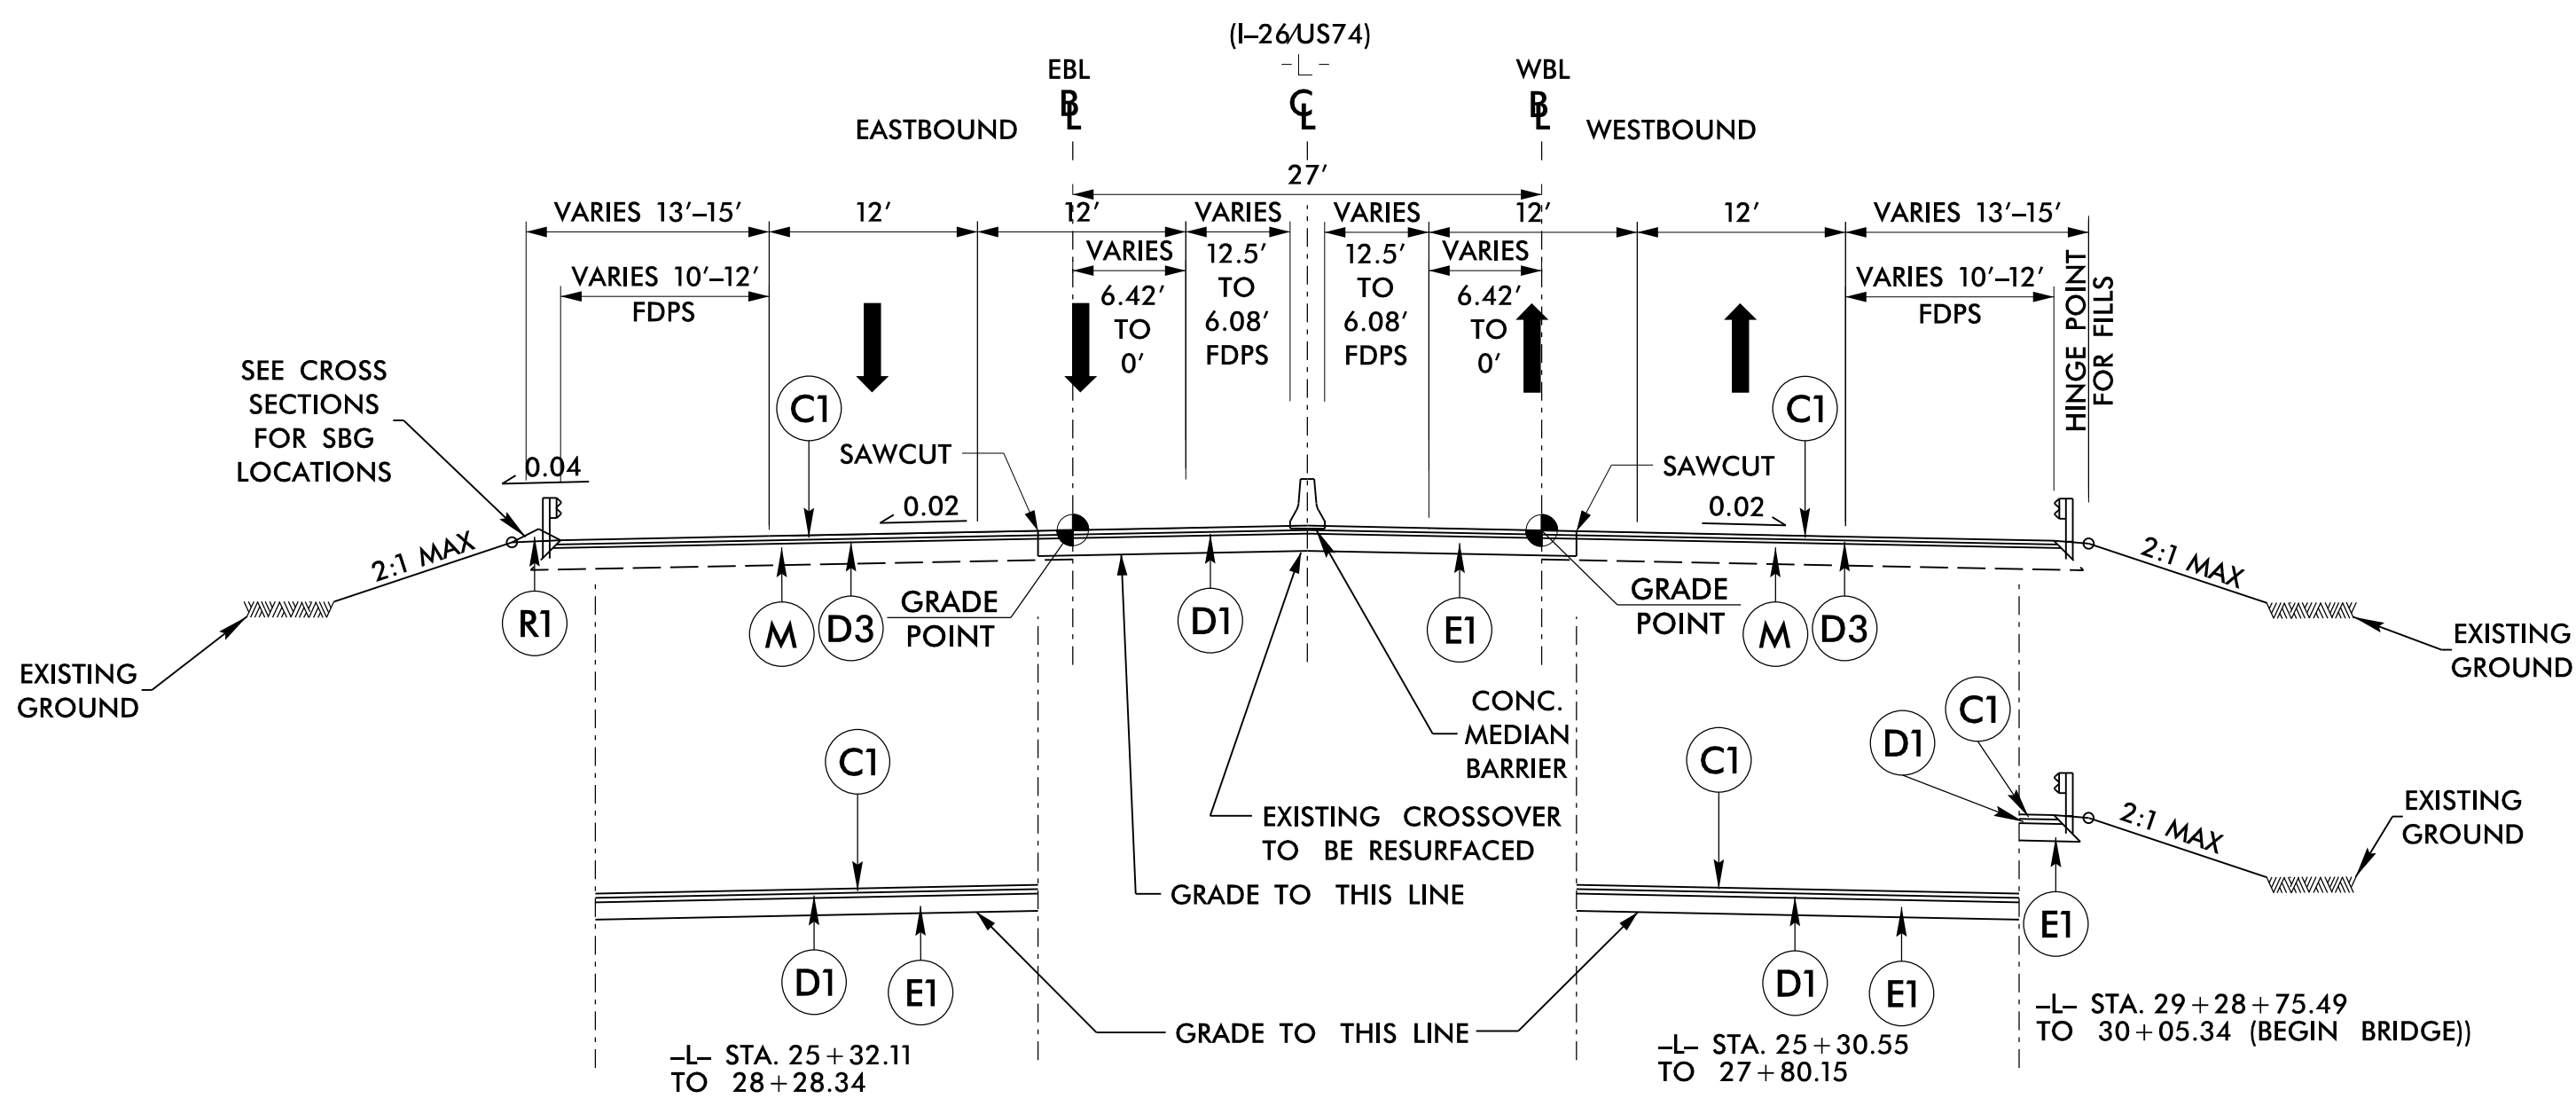 (I–26/US74)
-L-
EBL
WBL
BL
CL
BL
EASTBOUND
WESTBOUND
27'
VARIES 13'–15'
12'
12'
VARIES
VARIES
12'
12'
VARIES 13'–15'
VARIES 10'–12'
FDPS
VARIES
6.42'
TO
0'
12.5'
TO
6.08'
FDPS
12.5'
TO
6.08'
FDPS
VARIES
6.42'
TO
0'
VARIES 10'–12'
FDPS
HINGE POINT
FOR FILLS
SEE CROSS
SECTIONS
FOR SBG
LOCATIONS
C1
C1
SAWCUT
SAWCUT
0.04
0.02
0.02
2:1 MAX
2:1 MAX
R1
M
D3
GRADE
POINT
D1
E1
GRADE
POINT
M
D3
EXISTING
GROUND
EXISTING
GROUND
CONC.
MEDIAN
BARRIER
C1
C1
D1
C1
EXISTING CROSSOVER
TO BE RESURFACED
2:1 MAX
EXISTING
GROUND
GRADE TO THIS LINE
D1
E1
D1
E1
E1
GRADE TO THIS LINE
–L– STA. 25+32.11
TO 28+28.34
–L– STA. 25+30.55
TO 27+80.15
–L– STA. 29+28+75.49
TO 30+05.34 (BEGIN BRIDGE))